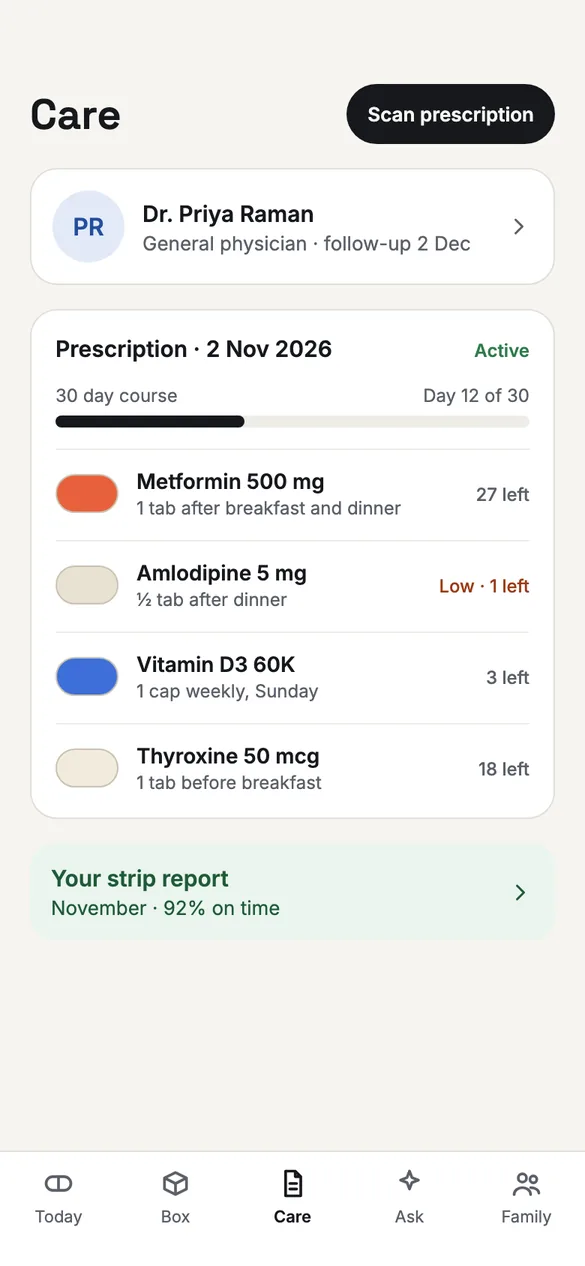 Care
Scan prescription
PR
Dr. Priya Raman
General physician · follow-up 2 Dec
Prescription · 2 Nov 2026
Active
30 day course
Day 12 of 30
Metformin 500 mg
1 tab after breakfast and dinner
27 left
Amlodipine 5 mg
½ tab after dinner
Low · 1 left
Vitamin D3 60K
1 cap weekly, Sunday
3 left
Thyroxine 50 mcg
1 tab before breakfast
18 left
Your strip report
November · 92% on time
Today
Box
Care
Ask
Family